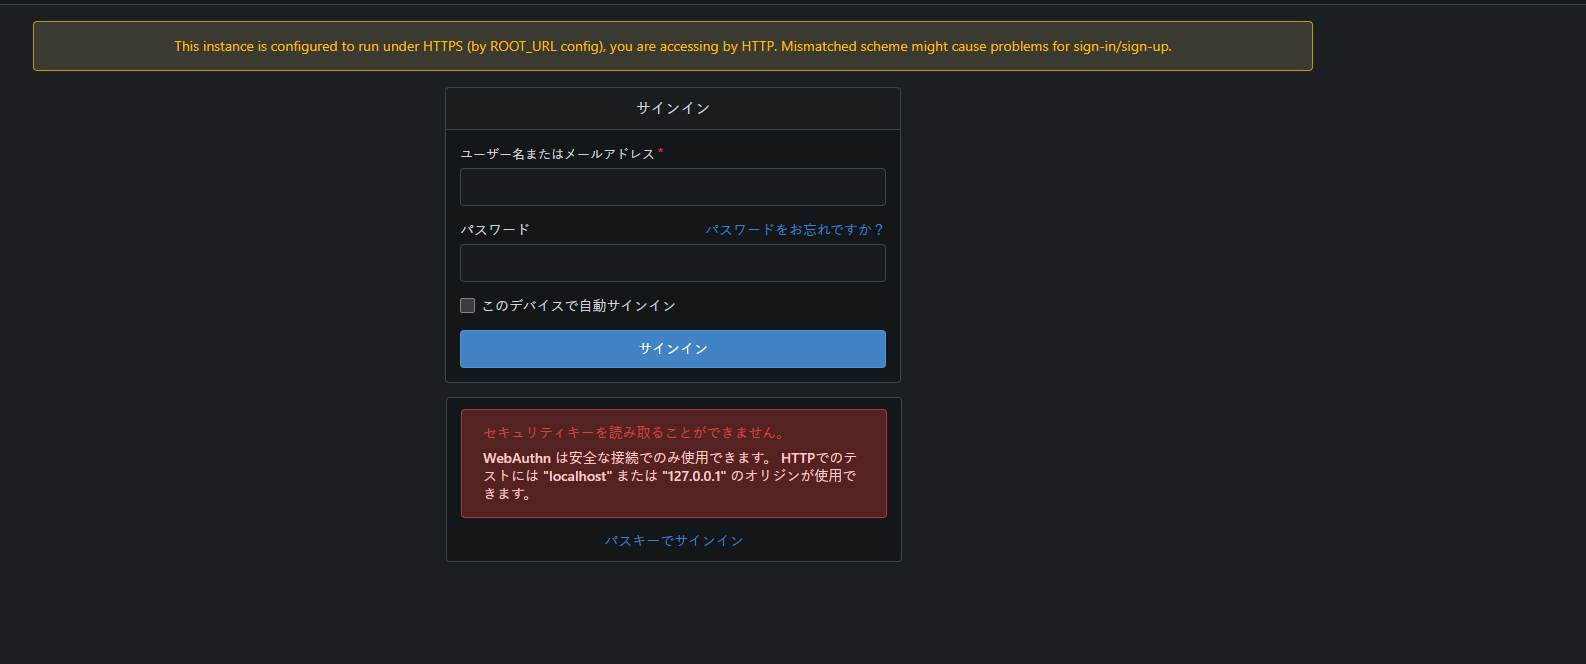 This instance is configured to run under HTTPS (by ROOT_URL config), you are accessing by HTTP. Mismatched scheme might cause problems for sign-in/sign-up.
サインイン
ユーザー名またはメールアドレス*
パスワード パスワードをお忘れですか？
このデバイスで自動サインイン
サインイン
セキュリティキーを読み取ることができません。
WebAuthn は安全な接続でのみ使用できます。 HTTPでのテ
ストには "localhost" または "127.0.0.1" のオリジンが使用で
きます。
パスキーでサインイン